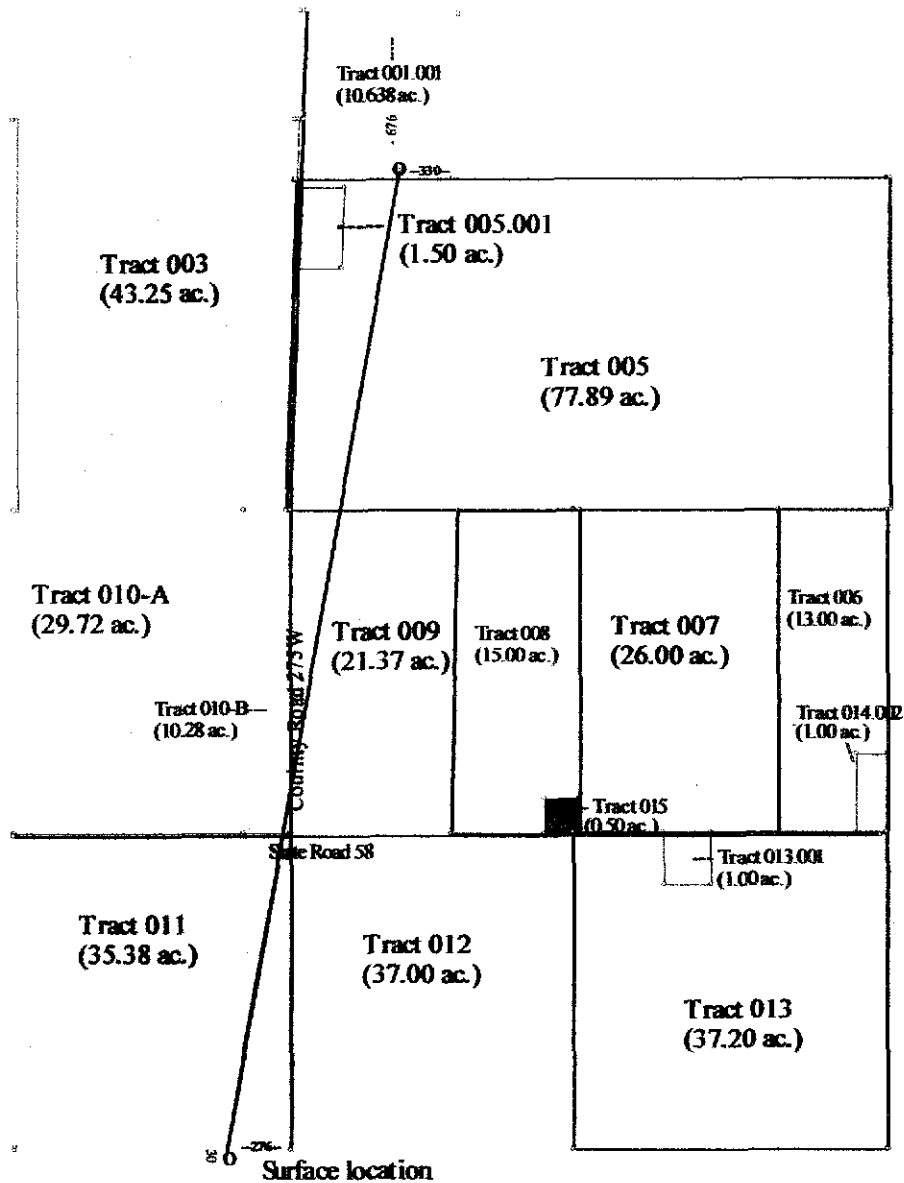 Tract 001.001
(10.638 ac.)
- 676
--330--
Tract 005.001
(1.50 ac.)
Tract 003
(43.25 ac.)
Tract 005
(77.89 ac.)
Tract 010-A
(29.72 ac.)
Tract 009
(21.37 ac.)
Tract 008
(15.00 ac.)
Tract 007
(26.00 ac.)
Tract 006
(13.00 ac.)
Tract 010-B
(10.28 ac.)
County Road 275 W
Tract 014.002
(1.00 ac.)
Tract 015
(0.50 ac.)
State Road 58
Tract 013.001
(1.00 ac.)
Tract 011
(35.38 ac.)
Tract 012
(37.00 ac.)
Tract 013
(37.20 ac.)
30
--276--
Surface location